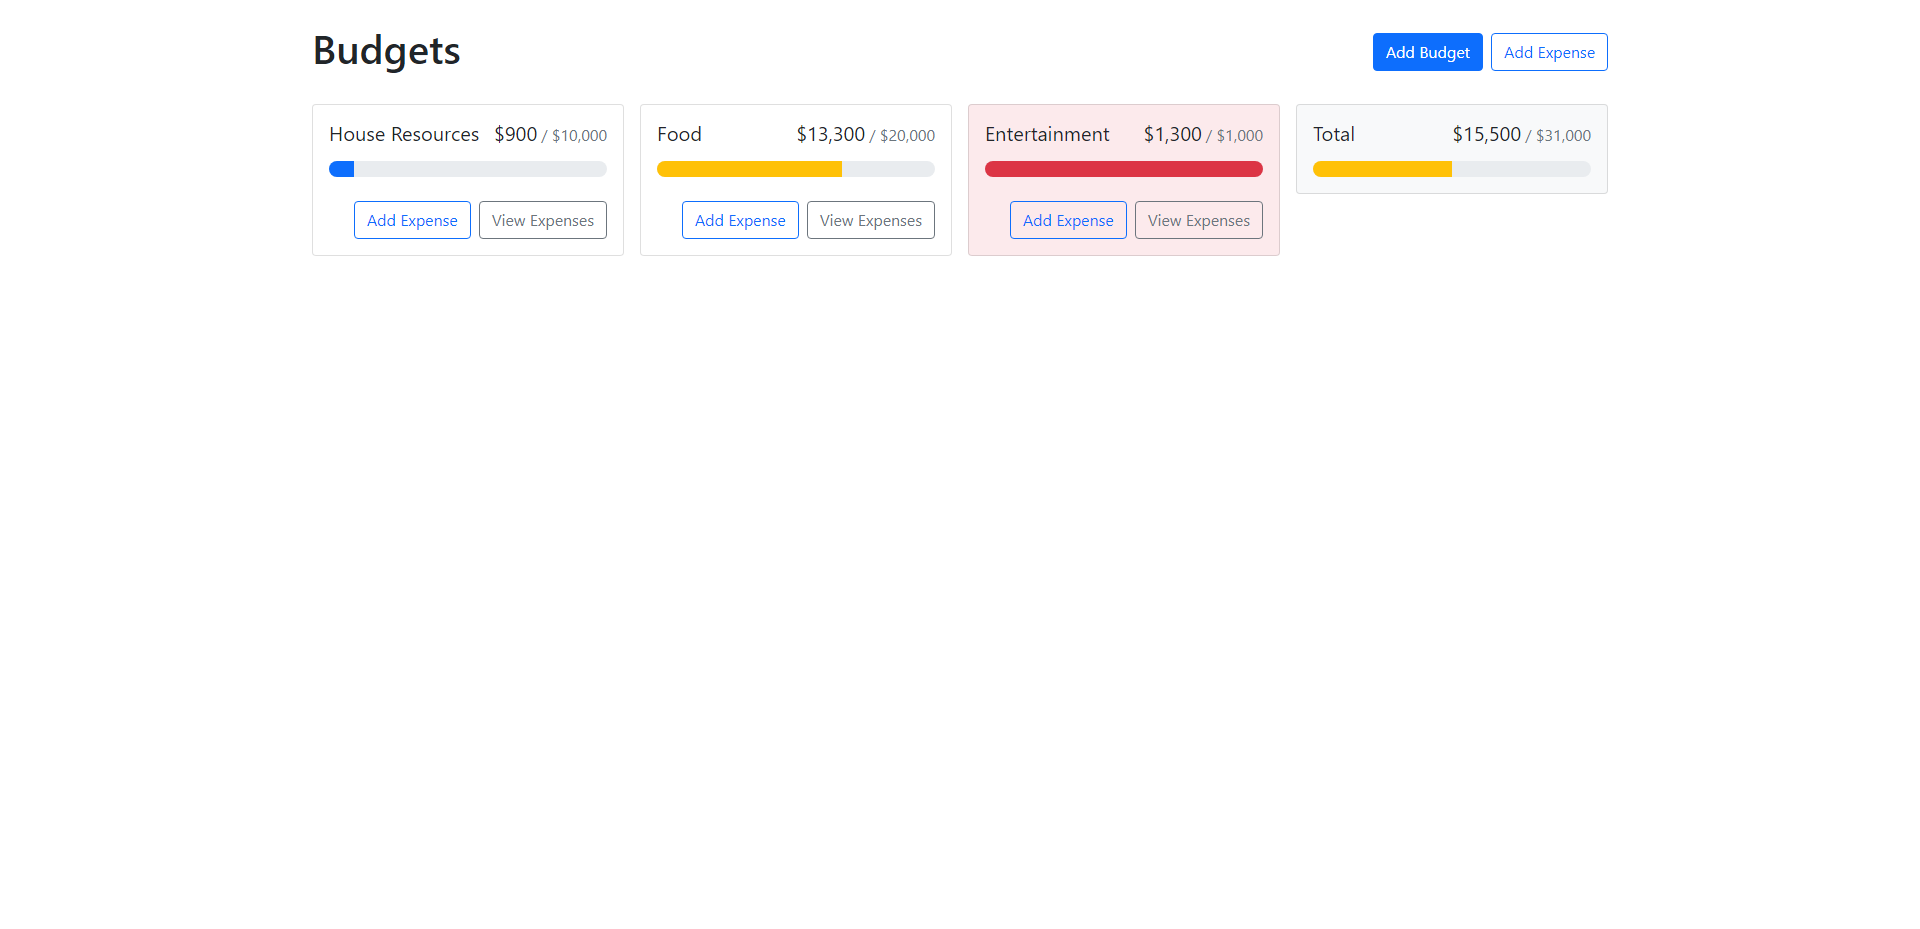 Budgets
Add Budget
Add Expense
House Resources $900 / $10,000
Add Expense
View Expenses
Food $13,300 / $20,000
Add Expense
View Expenses
Entertainment $1,300 / $1,000
Add Expense
View Expenses
Total $15,500 / $31,000